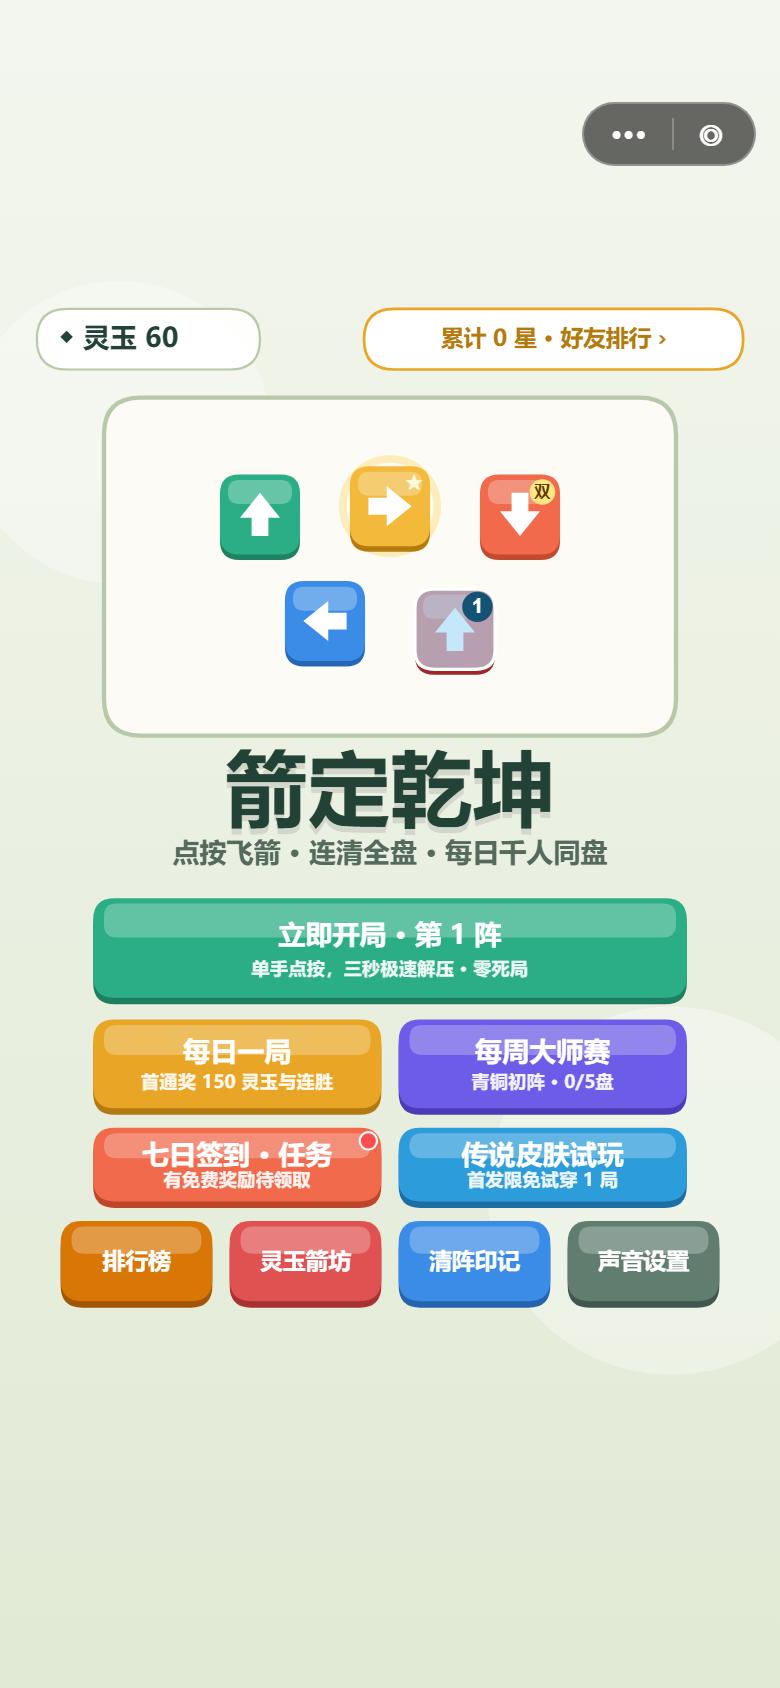 灵玉 60
累计 0 星・好友排行 ›
双
1
箭定乾坤
点按飞箭・连清全盘・每日千人同盘
立即开局・第 1 阵
单手点按，三秒极速解压・零死局
每日一局
首通奖 150 灵玉与连胜
每周大师赛
青铜初阵・0/5盘
七日签到・任务
有免费奖励待领取
传说皮肤试玩
首发限免试穿 1 局
排行榜
灵玉箭坊
清阵印记
声音设置